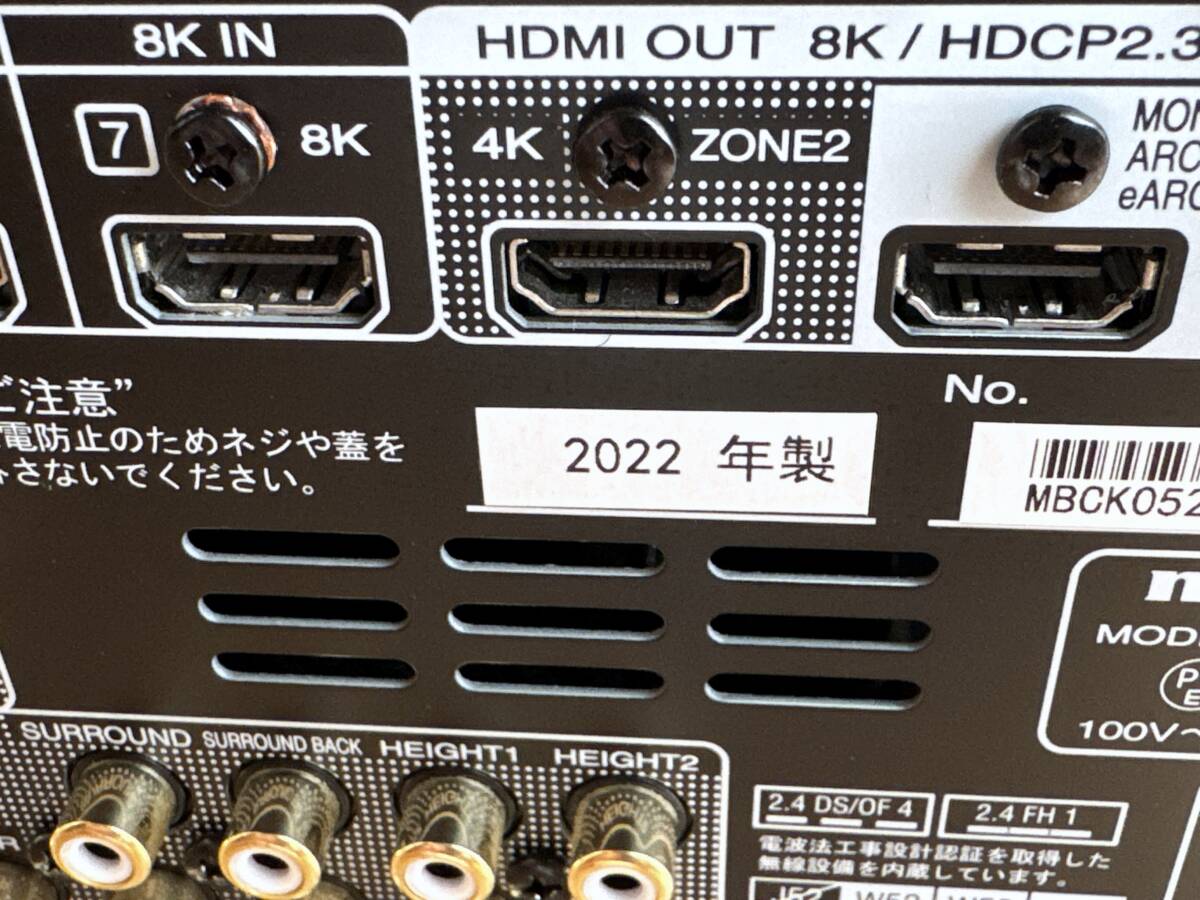 8K IN
HDMI OUT 8K / HDCP2.3
7
8K
4K
ZONE2
ARC
eARC
ご注意”
電防止のためネジや蓋を
さないでください。
2022 年製
No.
MBCK052
MOD
100V~
SURROUND
SURROUND BACK
HEIGHT1
HEIGHT2
2.4 DS/OF 4
2.4 FH 1
電波法工事設計認証を取得した
無線設備を内蔵しています。
W52